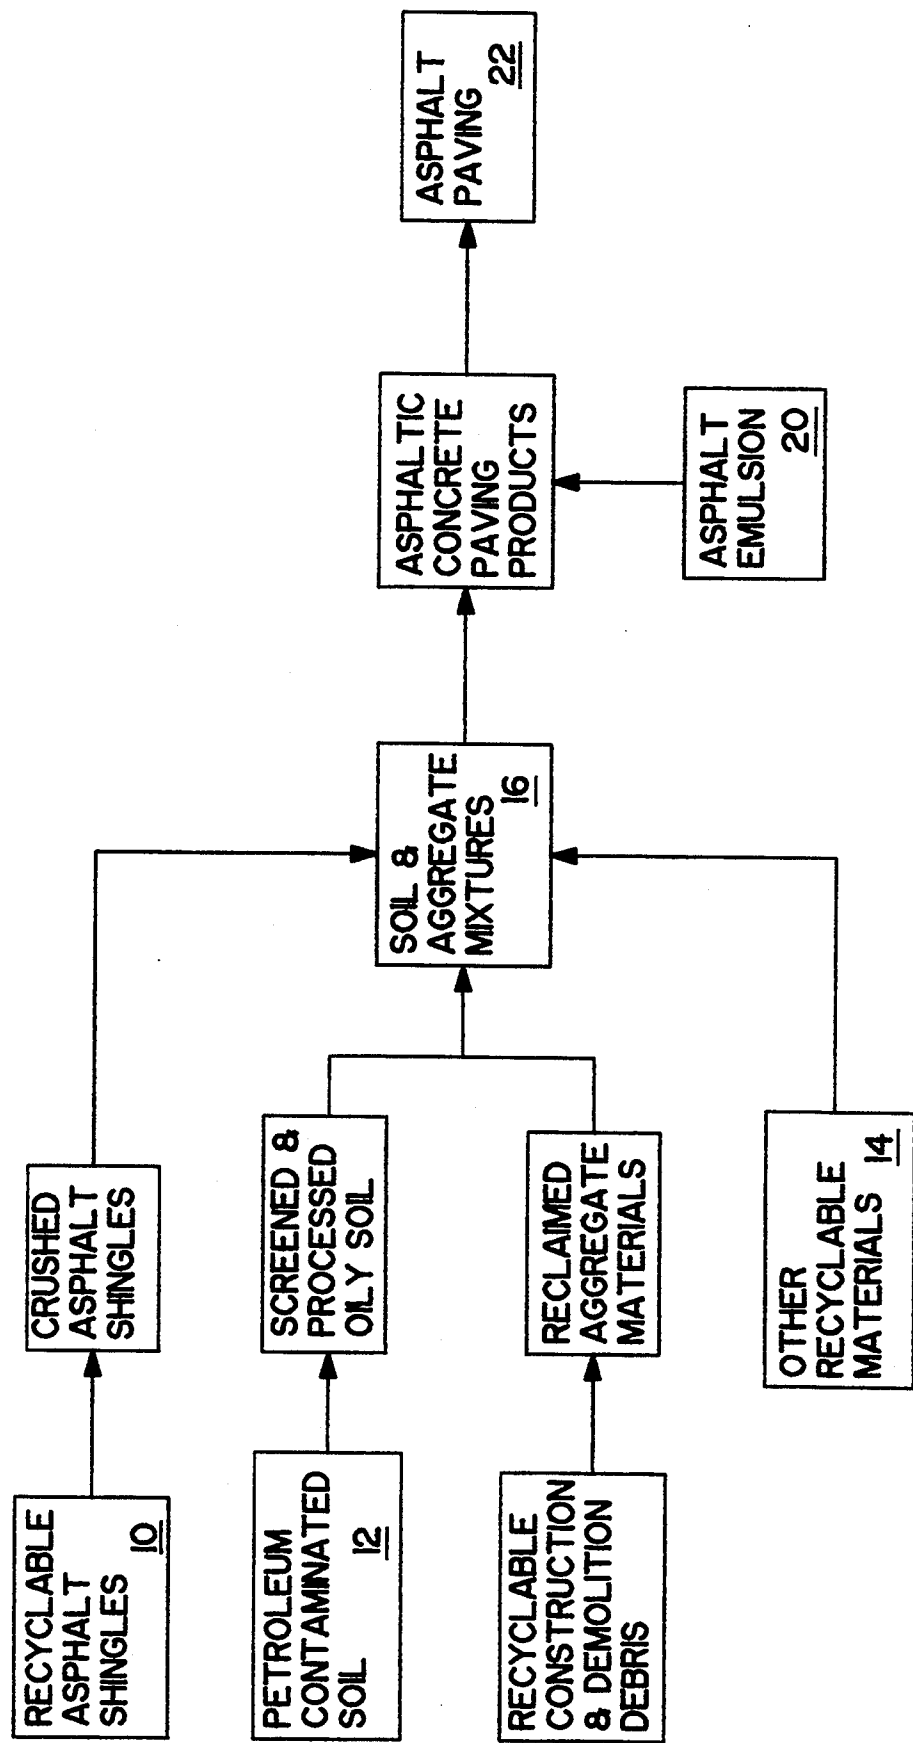 RECYCLABLE
ASPHALT
SHINGLES
10
CRUSHED
ASPHALT
SHINGLES
PETROLEUM
CONTAMINATED
SOIL
12
SCREENED &
PROCESSED
OILY SOIL
RECYCLABLE
CONSTRUCTION
& DEMOLITION
DEBRIS
RECLAIMED
AGGREGATE
MATERIALS
OTHER
RECYCLABLE
MATERIALS
14
SOIL &
AGGREGATE
MIXTURES
16
ASPHALTIC
CONCRETE
PAVING
PRODUCTS
ASPHALT
EMULSION
20
ASPHALT
PAVING
22